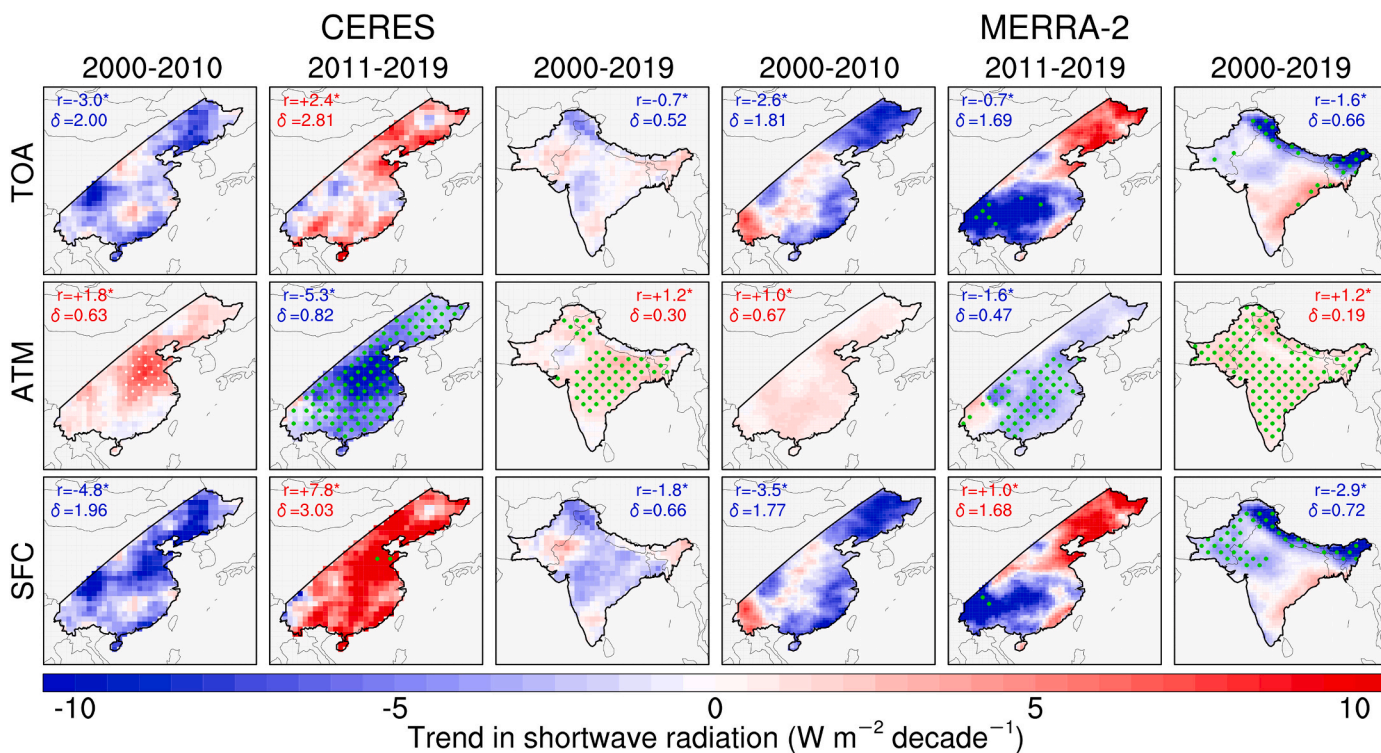 CERES MERRA-2
2000-2010 2011-2019 2000-2019 2000-2010 2011-2019 2000-2019
TOA
r=-3.0* r=+2.4* r=-0.7* r=-2.6* r=-0.7* r=-1.6*
δ=2.00 δ=2.81 δ=0.52 δ=1.81 δ=1.69 δ=0.66
ATM
r=+1.8* r=-5.3* r=+1.2* r=+1.0* r=-1.6* r=+1.2*
δ=0.63 δ=0.82 δ=0.30 δ=0.67 δ=0.47 δ=0.19
SFC
r=-4.8* r=+7.8* r=-1.8* r=-3.5* r=+1.0* r=-2.9*
δ=1.96 δ=3.03 δ=0.66 δ=1.77 δ=1.68 δ=0.72
-10 -5 0 5 10
Trend in shortwave radiation (W m⁻² decade⁻¹)